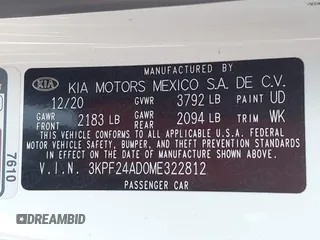 MANUFACTURED BY
KIA KIA MOTORS MEXICO S.A. DE C.V.
12/20 GVWR 3792 LB PAINT UD
GAWR FRONT 2183 LB GAWR REAR 2094 LB TRIM WK
THIS VEHICLE CONFORMS TO ALL APPLICABLE FEDERAL
MOTOR VEHICLE SAFETY, BUMPER, AND THEFT PREVENTION
STANDARDS IN EFFECT ON THE DATE OF MANUFACTURE
SHOWN ABOVE.
V.I.N. 3KPF24AD0ME322812
PASSENGER CAR
7610
DREAMBID